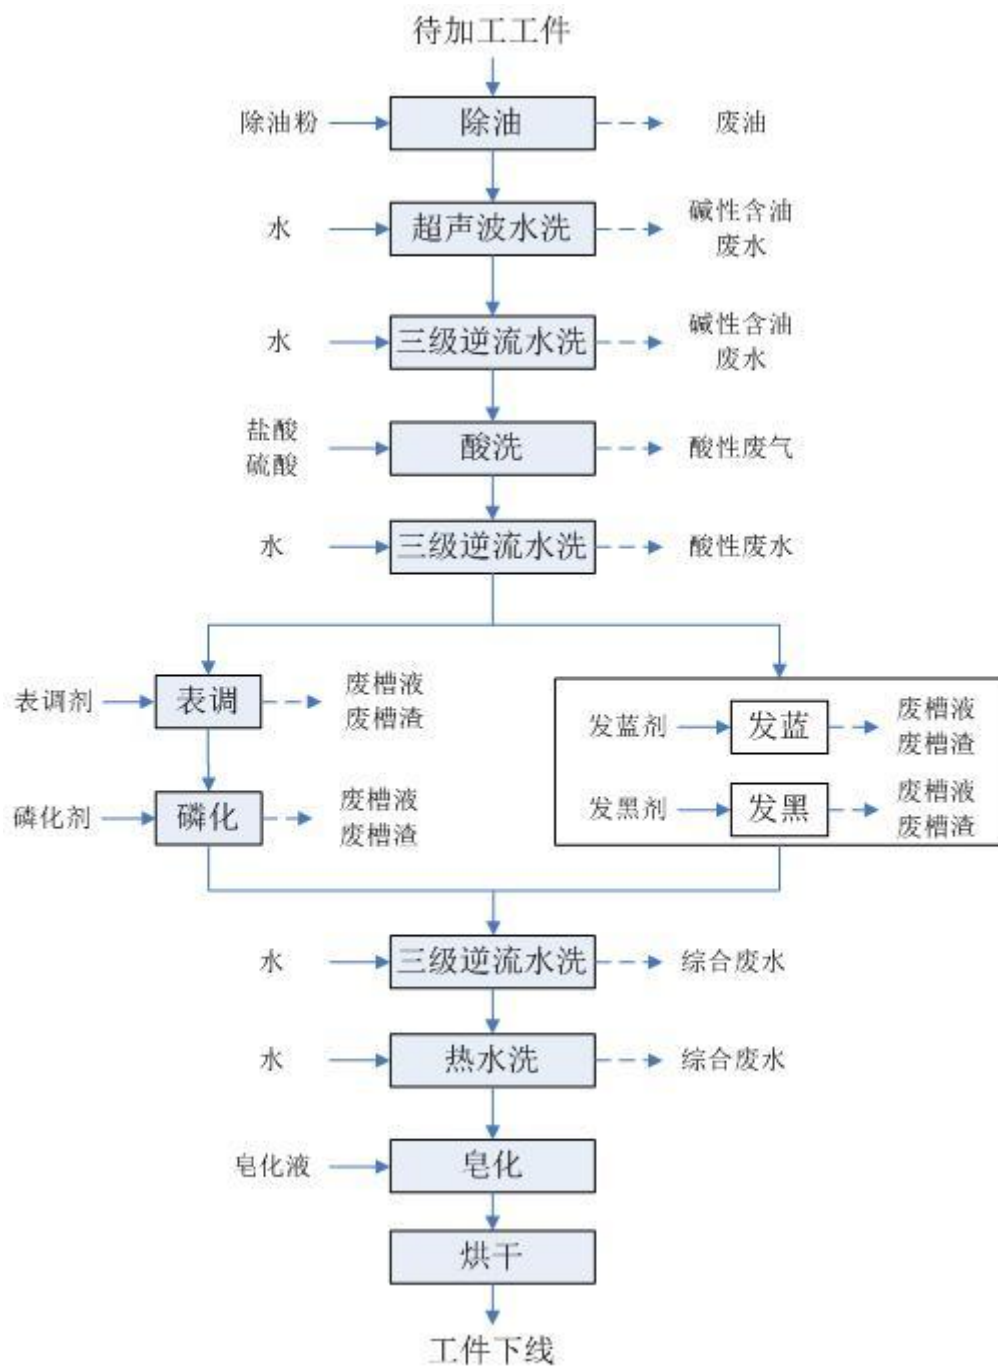 待加工工件
除油粉
除油
废油
水
超声波水洗
碱性含油
废水
水
三级逆流水洗
碱性含油
废水
盐酸
硫酸
酸洗
酸性废气
水
三级逆流水洗
酸性废水
表调剂
表调
废槽液
废槽渣
磷化剂
磷化
废槽液
废槽渣
发蓝剂
发蓝
废槽液
废槽渣
发黑剂
发黑
废槽液
废槽渣
水
三级逆流水洗
综合废水
水
热水洗
综合废水
皂化液
皂化
烘干
工件下线